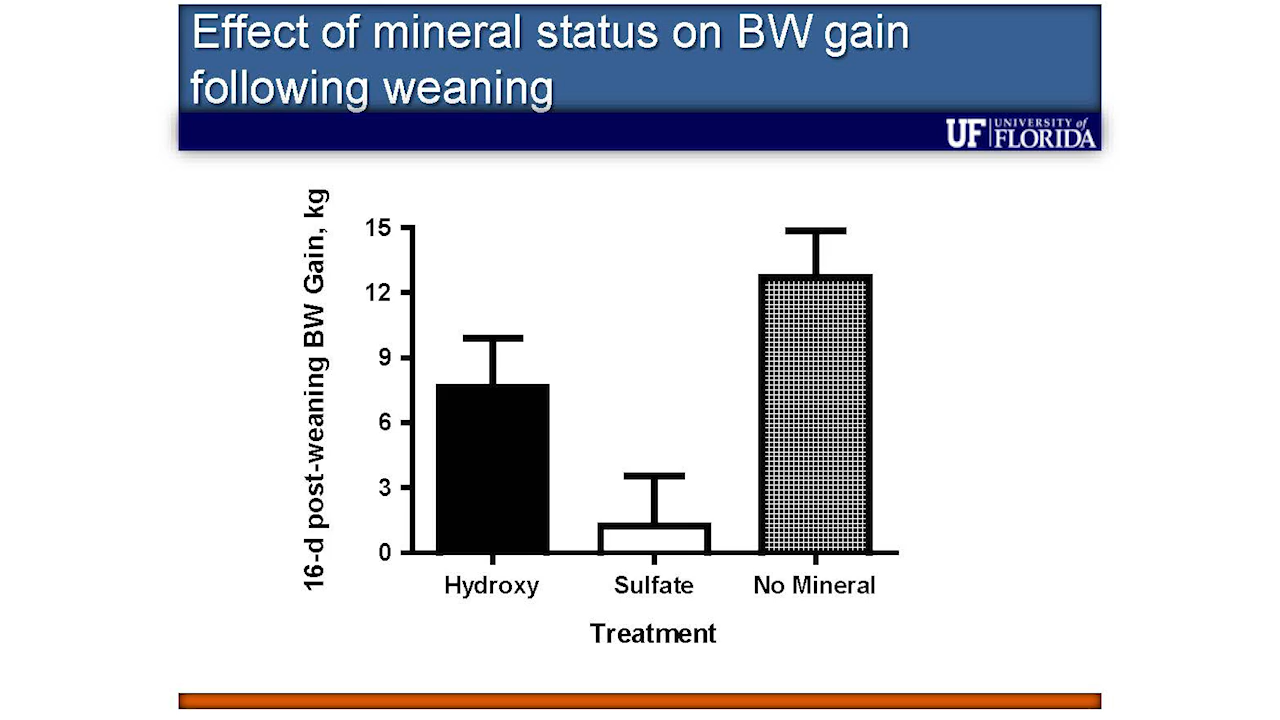 Effect of mineral status on BW gain
following weaning
UF
UNIVERSITY of
FLORIDA
16-d post-weaning BW Gain, kg
15
12
9
6
3
0
Hydroxy
Sulfate
No Mineral
Treatment